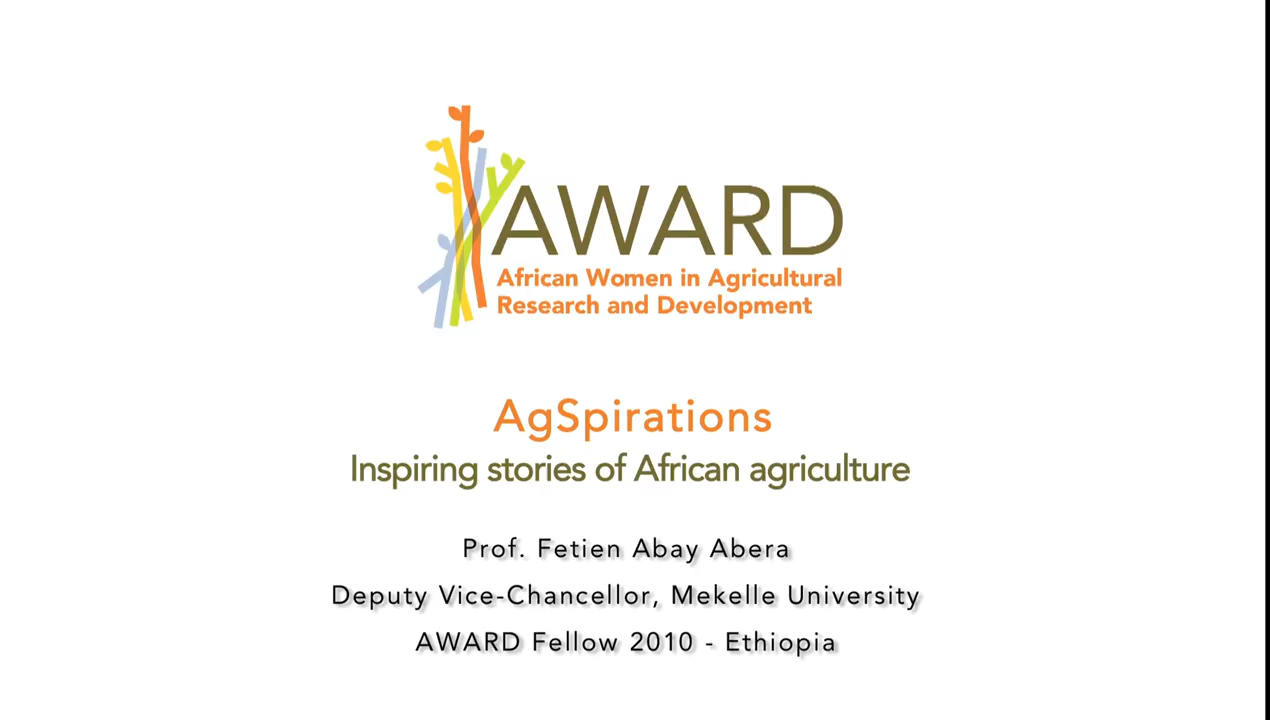 AWARD
African Women in Agricultural
Research and Development
AgSpirations
Inspiring stories of African agriculture
Prof. Fetien Abay Abera
Deputy Vice-Chancellor, Mekelle University
AWARD Fellow 2010 - Ethiopia